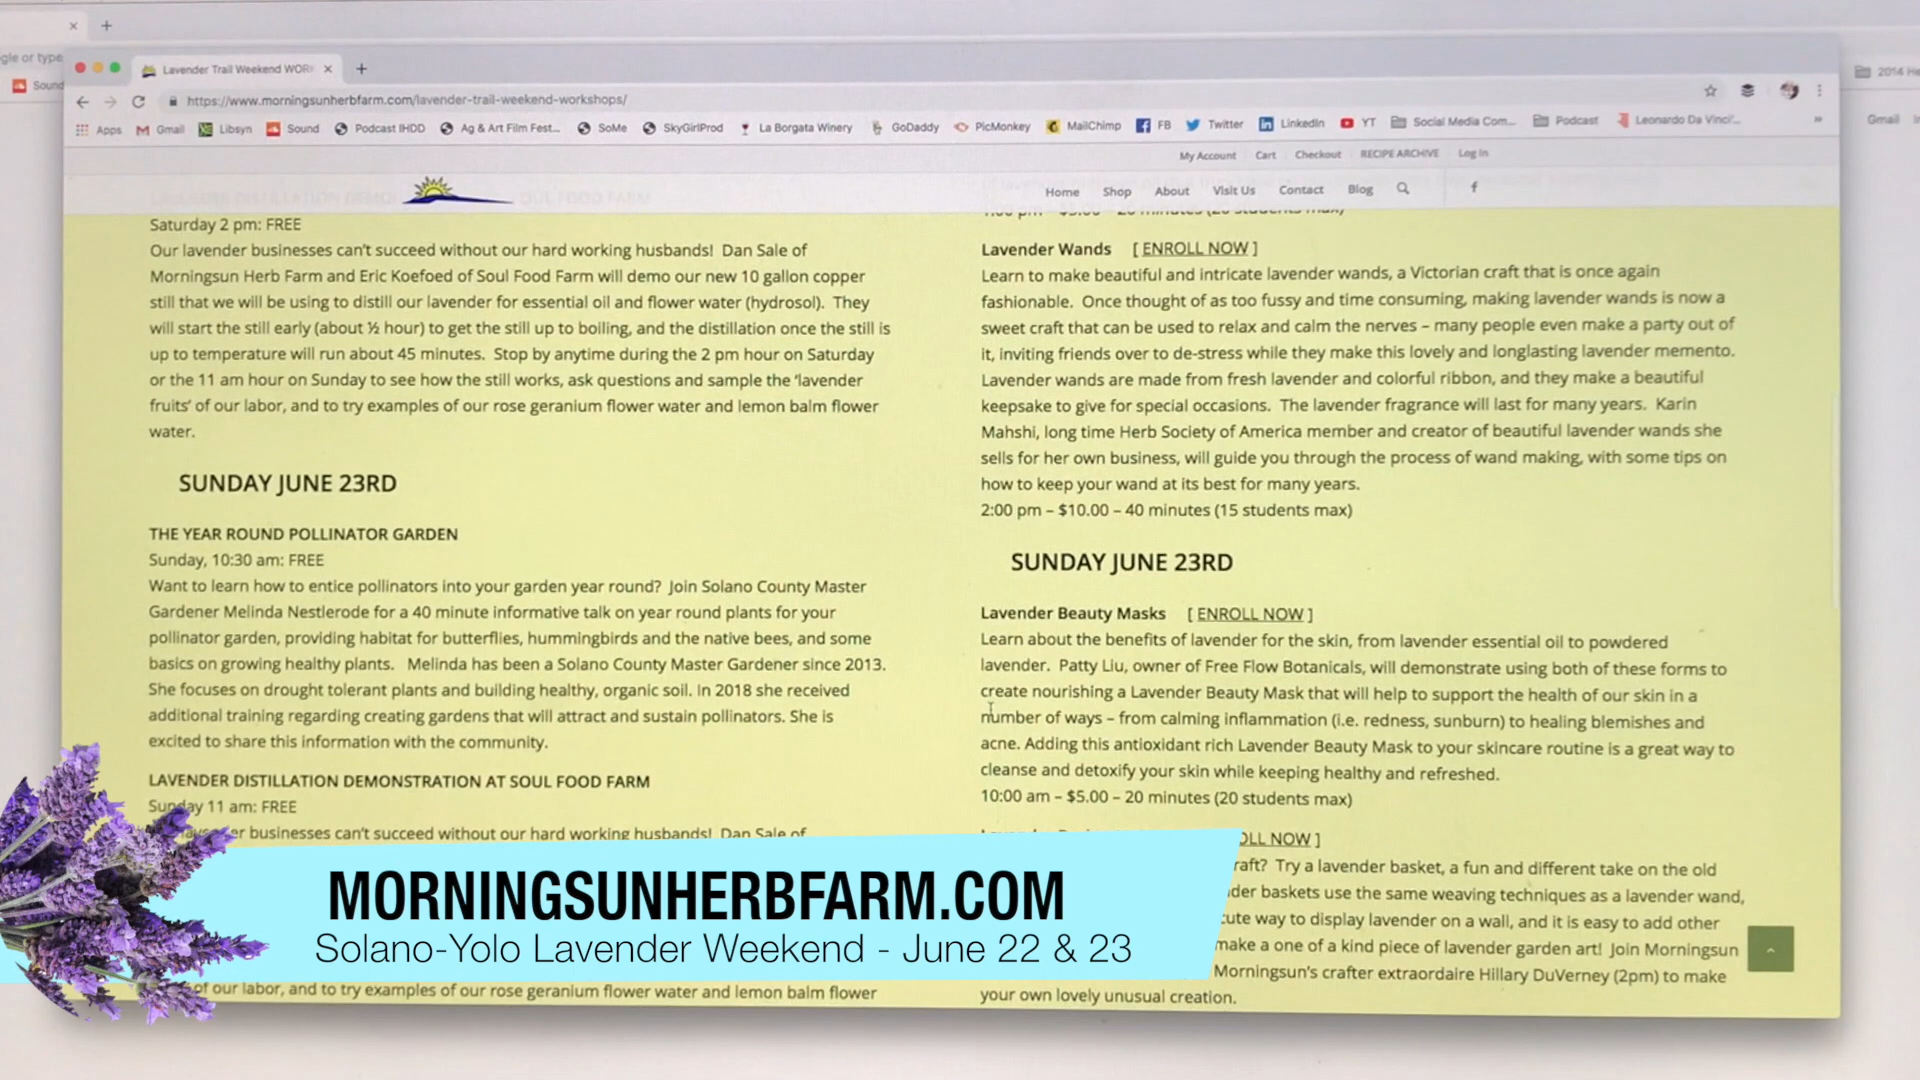 gle or type
Sound
Lavender Trail Weekend WOR
2014 He
https://www.morningsunherbfarm.com/lavender-trail-weekend-workshops/
Apps Gmail Libsyn Sound Podcast IHDD Ag & Art Film Fest... SoMe SkyGirlProd La Borgata Winery GoDaddy PicMonkey MailChimp FB Twitter LinkedIn YT Social Media Com... Podcast Leonardo Da Vinci'...
Gmail
My Account Cart Checkout RECIPE ARCHIVE Log In
Home Shop About Visit Us Contact Blog
Saturday 2 pm: FREE
Our lavender businesses can't succeed without our hard working husbands! Dan Sale of
Morningsun Herb Farm and Eric Koefoed of Soul Food Farm will demo our new 10 gallon copper
still that we will be using to distill our lavender for essential oil and flower water (hydrosol). They
will start the still early (about ½ hour) to get the still up to boiling, and the distillation once the still is
up to temperature will run about 45 minutes. Stop by anytime during the 2 pm hour on Saturday
or the 11 am hour on Sunday to see how the still works, ask questions and sample the 'lavender
fruits' of our labor, and to try examples of our rose geranium flower water and lemon balm flower
water.
SUNDAY JUNE 23RD
THE YEAR ROUND POLLINATOR GARDEN
Sunday, 10:30 am: FREE
Want to learn how to entice pollinators into your garden year round? Join Solano County Master
Gardener Melinda Nestlerode for a 40 minute informative talk on year round plants for your
pollinator garden, providing habitat for butterflies, hummingbirds and the native bees, and some
basics on growing healthy plants. Melinda has been a Solano County Master Gardener since 2013.
She focuses on drought tolerant plants and building healthy, organic soil. In 2018 she received
additional training regarding creating gardens that will attract and sustain pollinators. She is
excited to share this information with the community.
LAVENDER DISTILLATION DEMONSTRATION AT SOUL FOOD FARM
Sunday 11 am: FREE
er businesses can't succeed without our hard working husbands! Dan Sale of
of our labor, and to try examples of our rose geranium flower water and lemon balm flower
1:00 pm – $5.00 – 20 minutes (20 students max)
Lavender Wands [ ENROLL NOW ]
Learn to make beautiful and intricate lavender wands, a Victorian craft that is once again
fashionable. Once thought of as too fussy and time consuming, making lavender wands is now a
sweet craft that can be used to relax and calm the nerves – many people even make a party out of
it, inviting friends over to de-stress while they make this lovely and longlasting lavender memento.
Lavender wands are made from fresh lavender and colorful ribbon, and they make a beautiful
keepsake to give for special occasions. The lavender fragrance will last for many years. Karin
Mahshi, long time Herb Society of America member and creator of beautiful lavender wands she
sells for her own business, will guide you through the process of wand making, with some tips on
how to keep your wand at its best for many years.
2:00 pm – $10.00 – 40 minutes (15 students max)
SUNDAY JUNE 23RD
Lavender Beauty Masks [ ENROLL NOW ]
Learn about the benefits of lavender for the skin, from lavender essential oil to powdered
lavender. Patty Liu, owner of Free Flow Botanicals, will demonstrate using both of these forms to
create nourishing a Lavender Beauty Mask that will help to support the health of our skin in a
number of ways – from calming inflammation (i.e. redness, sunburn) to healing blemishes and
acne. Adding this antioxidant rich Lavender Beauty Mask to your skincare routine is a great way to
cleanse and detoxify your skin while keeping healthy and refreshed.
10:00 am – $5.00 – 20 minutes (20 students max)
OLL NOW ]
raft? Try a lavender basket, a fun and different take on the old
der baskets use the same weaving techniques as a lavender wand,
cute way to display lavender on a wall, and it is easy to add other
make a one of a kind piece of lavender garden art! Join Morningsun
Morningsun's crafter extraordaire Hillary DuVerney (2pm) to make
your own lovely unusual creation.
MORNINGSUNHERBFARM.COM
Solano-Yolo Lavender Weekend - June 22 & 23